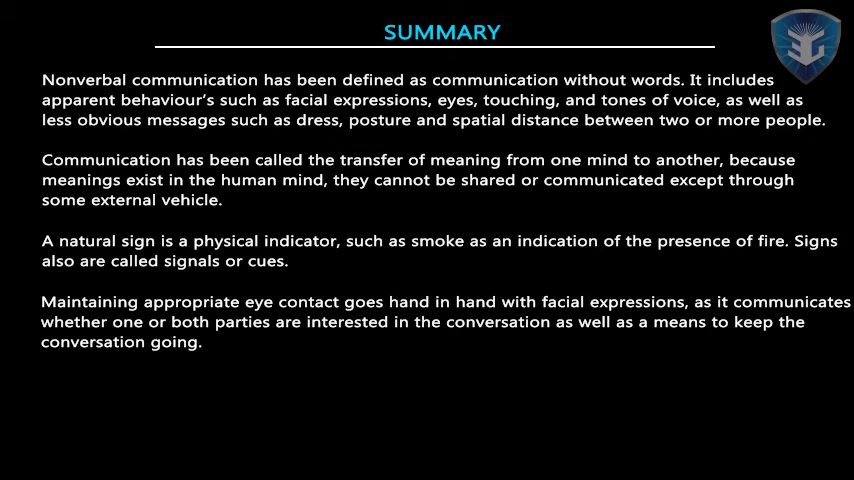 SUMMARY
Nonverbal communication has been defined as communication without words. It includes
apparent behaviour's such as facial expressions, eyes, touching, and tones of voice, as well as
less obvious messages such as dress, posture and spatial distance between two or more people.
Communication has been called the transfer of meaning from one mind to another, because
meanings exist in the human mind, they cannot be shared or communicated except through
some external vehicle.
A natural sign is a physical indicator, such as smoke as an indication of the presence of fire. Signs
also are called signals or cues.
Maintaining appropriate eye contact goes hand in hand with facial expressions, as it communicates
whether one or both parties are interested in the conversation as well as a means to keep the
conversation going.